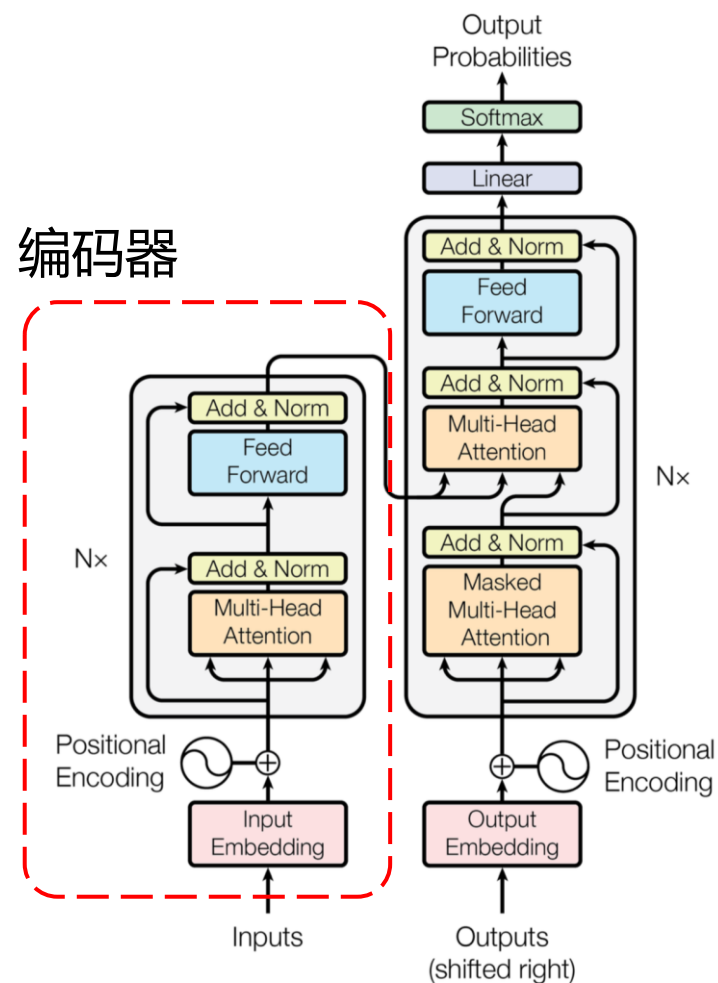 Output
Probabilities
Softmax
Linear
编码器
Add & Norm
Feed
Forward
Add & Norm
Multi-Head
Attention
Nx
Add & Norm
Masked
Multi-Head
Attention
Add & Norm
Feed
Forward
Nx
Add & Norm
Multi-Head
Attention
Positional
Encoding
Positional
Encoding
Input
Embedding
Output
Embedding
Inputs
Outputs
(shifted right)